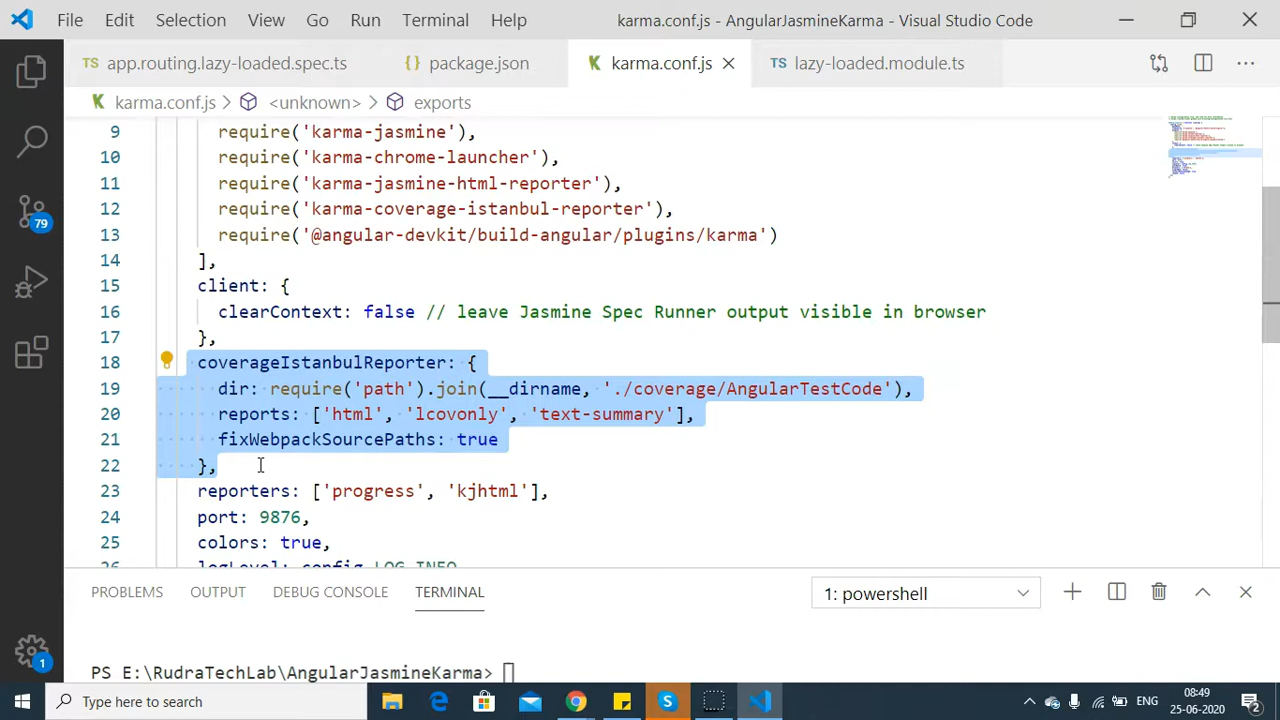 File Edit Selection View Go Run Terminal Help karma.conf.js - AngularJasmineKarma - Visual Studio Code
TS app.routing.lazy-loaded.spec.ts {} package.json karma.conf.js TS lazy-loaded.module.ts
karma.conf.js > <unknown> > exports
9 require('karma-jasmine'),
10 require('karma-chrome-launcher'),
11 require('karma-jasmine-html-reporter'),
12 require('karma-coverage-istanbul-reporter'),
13 require('@angular-devkit/build-angular/plugins/karma')
14 ],
15 client: {
16 clearContext: false // leave Jasmine Spec Runner output visible in browser
17 },
18 coverageIstanbulReporter: {
19 dir: require('path').join(__dirname, './coverage/AngularTestCode'),
20 reports: ['html', 'lcovonly', 'text-summary'],
21 fixWebpackSourcePaths: true
22 },
23 reporters: ['progress', 'kjhtml'],
24 port: 9876,
25 colors: true,
26 logLevel: config.LOG_INFO,
79
PROBLEMS OUTPUT DEBUG CONSOLE TERMINAL 1: powershell
PS E:\RudraTechLab\AngularJasmineKarma>
1
Type here to search ENG 08:49
25-06-2020 2